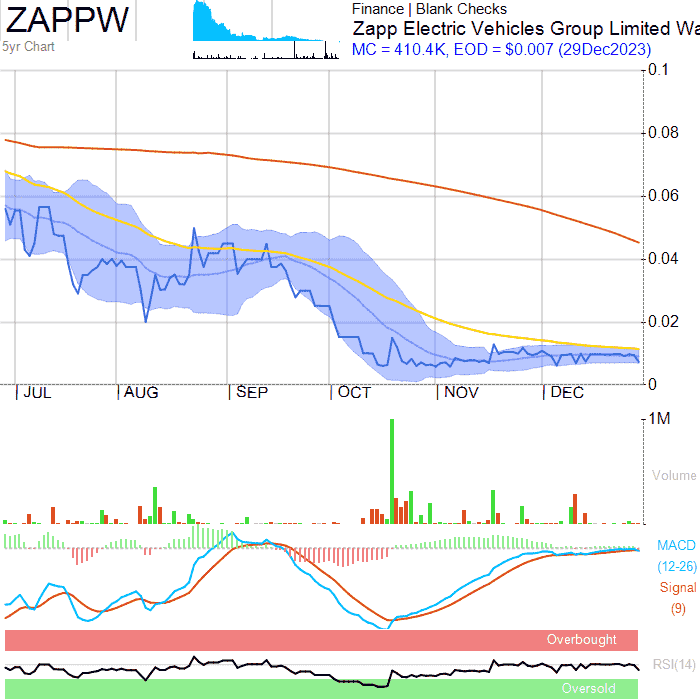 ZAPPW
5yr Chart
Finance | Blank Checks
Zapp Electric Vehicles Group Limited Wa
MC = 410.4K, EOD = $0.007 (29Dec2023)
0.1
0.08
0.06
0.04
0.02
0
JUL AUG SEP OCT NOV DEC
1M
Volume
MACD
(12-26)
Signal
(9)
Overbought
RSI(14)
Oversold